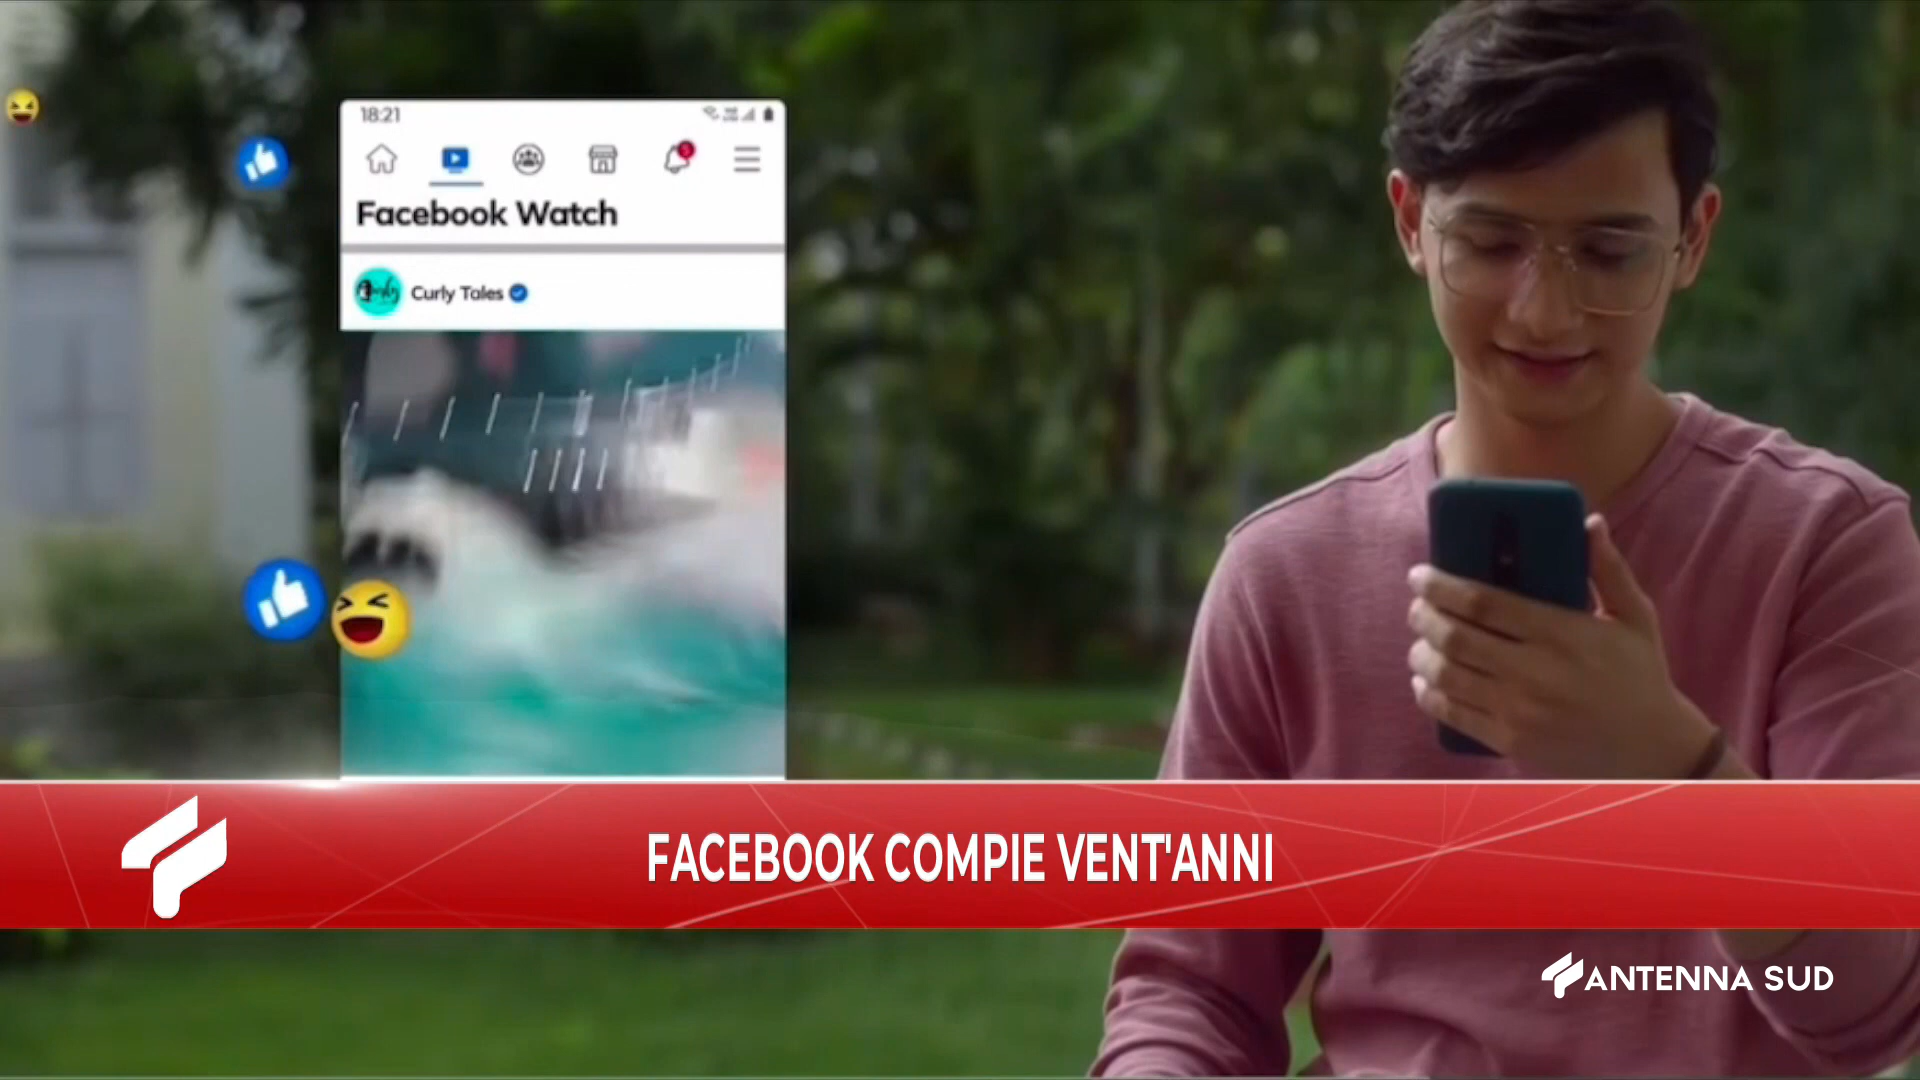 18:21
Facebook Watch
Curly Tales
FACEBOOK COMPIE VENT'ANNI
ANTENNA SUD